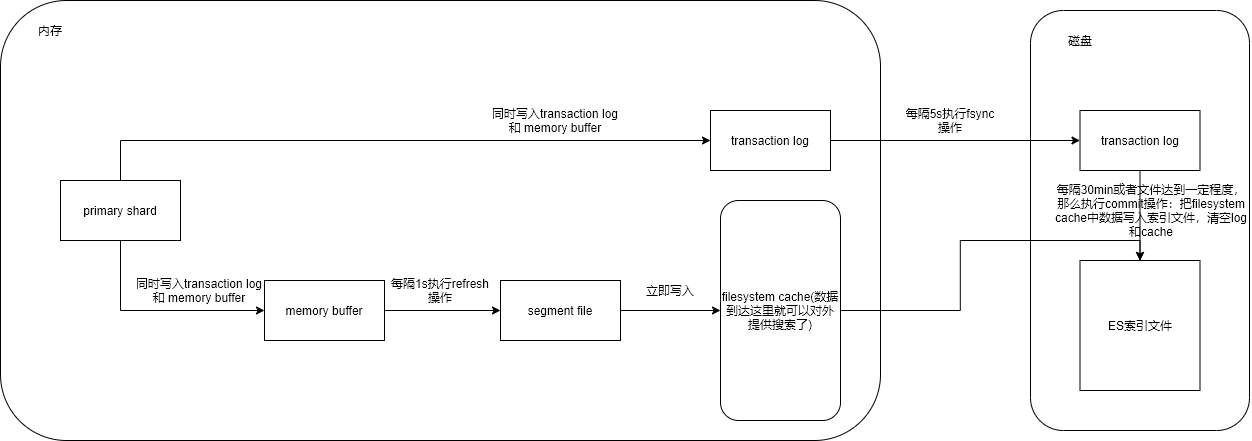 内存
磁盘
同时写入transaction log
和 memory buffer
transaction log
每隔5s执行fsync
操作
transaction log
primary shard
每隔30min或者文件达到一定程度，
那么执行commit操作：把filesystem
cache中数据写入索引文件，清空log
和cache
同时写入transaction log
和 memory buffer
memory buffer
每隔1s执行refresh
操作
segment file
立即写入
filesystem cache(数据
到达这里就可以对外
提供搜索了)
ES索引文件